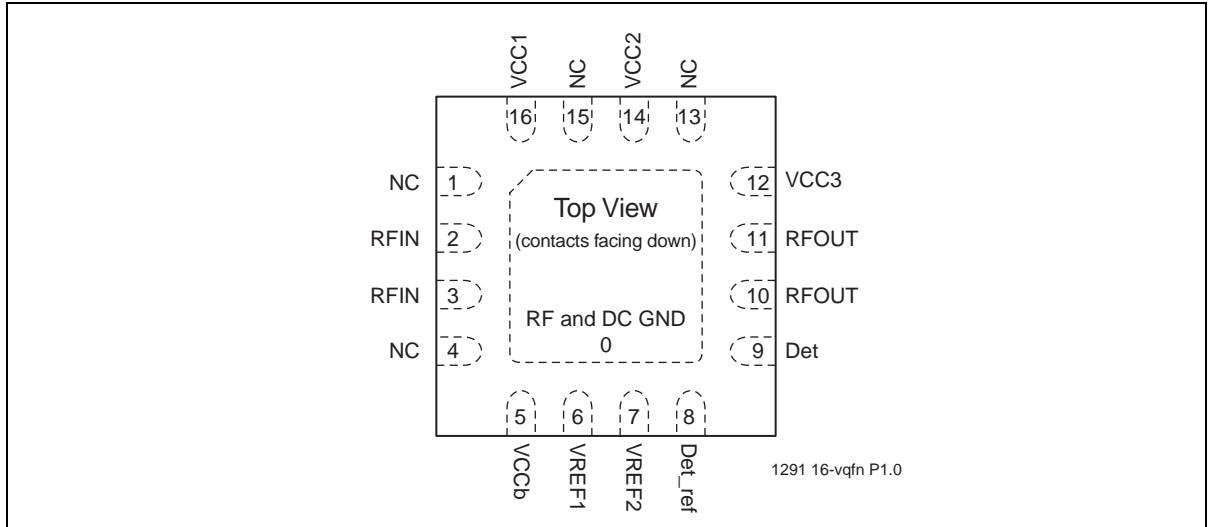 VCC1
NC
VCC2
NC
16
15
14
13
NC
1
12
VCC3
Top View
RFIN
2
(contacts facing down)
11
RFOUT
RFIN
3
10
RFOUT
RF and DC GND
0
NC
4
9
Det
5
6
7
8
VCCb
VREF1
VREF2
Det_ref
1291 16-vqfn P1.0